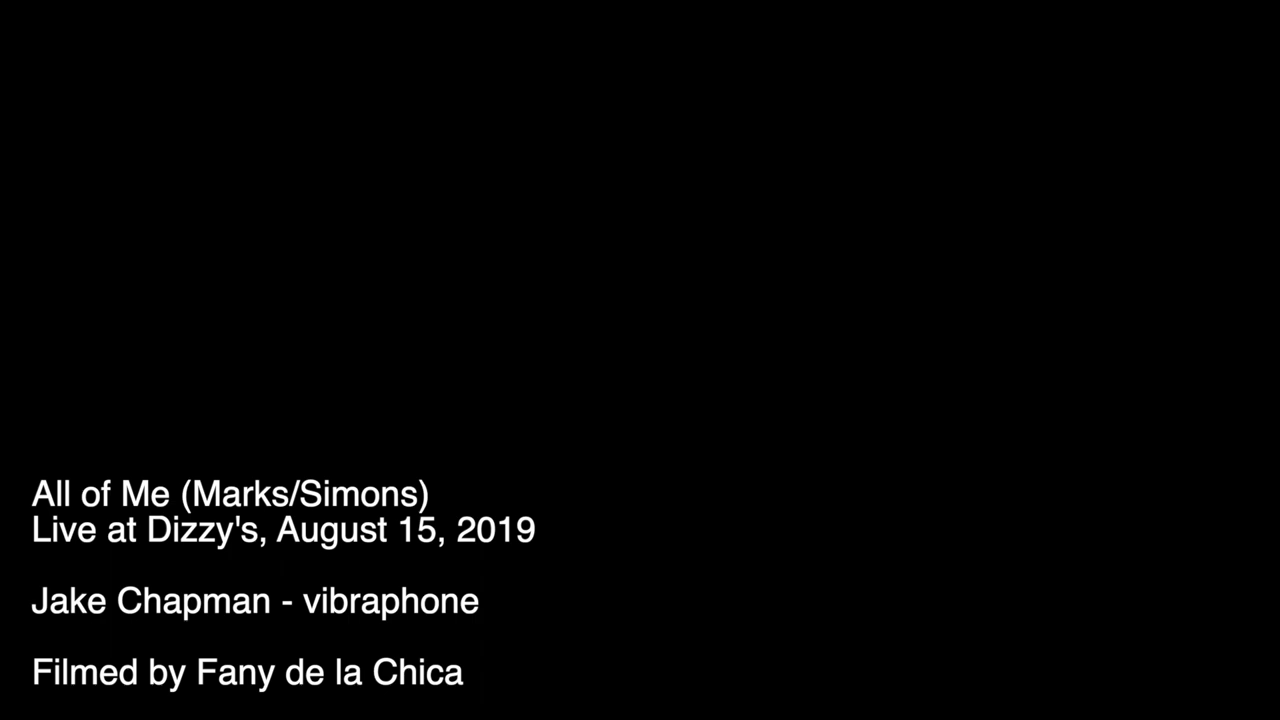 All of Me (Marks/Simons)
Live at Dizzy's, August 15, 2019
Jake Chapman - vibraphone
Filmed by Fany de la Chica